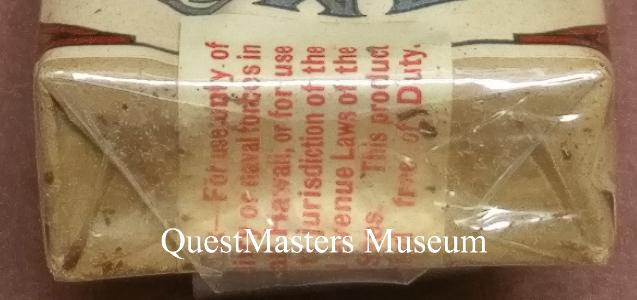 — For use only of
or naval forces in
Hawaii, or for use
jurisdiction of the
venue Laws of the
This product
free of Duty.
QuestMasters Museum